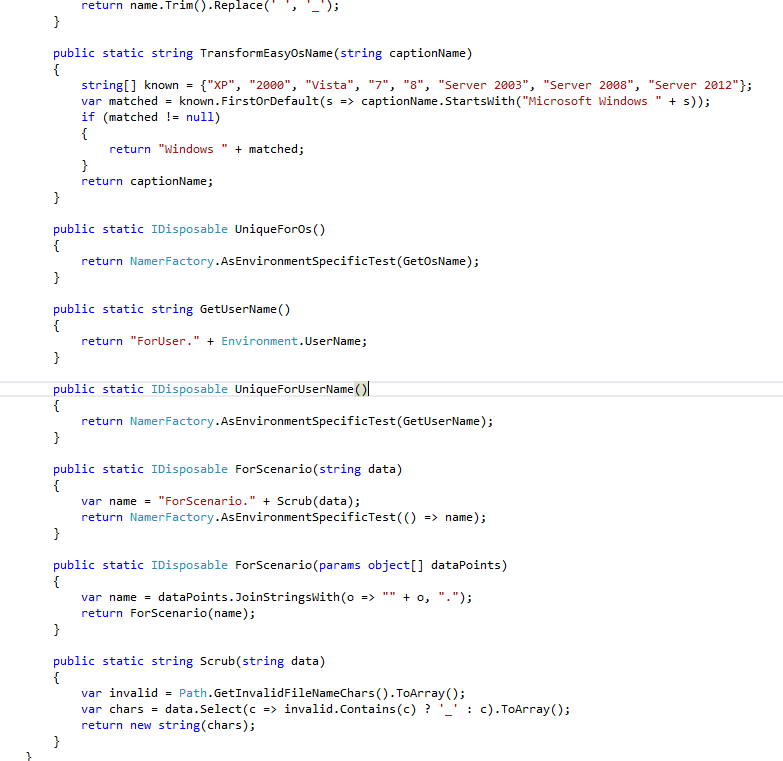 return name.Trim().Replace(' ', '_');
}
public static string TransformEasyOsName(string captionName)
{
string[] known = {"XP", "2000", "Vista", "7", "8", "Server 2003", "Server 2008", "Server 2012"};
var matched = known.FirstOrDefault(s => captionName.StartsWith("Microsoft Windows " + s));
if (matched != null)
{
return "Windows " + matched;
}
return captionName;
}
public static IDisposable UniqueForOs()
{
return NamerFactory.AsEnvironmentSpecificTest(GetOsName);
}
public static string GetUserName()
{
return "ForUser." + Environment.UserName;
}
public static IDisposable UniqueForUserName()
{
return NamerFactory.AsEnvironmentSpecificTest(GetUserName);
}
public static IDisposable ForScenario(string data)
{
var name = "ForScenario." + Scrub(data);
return NamerFactory.AsEnvironmentSpecificTest(() => name);
}
public static IDisposable ForScenario(params object[] dataPoints)
{
var name = dataPoints.JoinStringsWith(o => "" + o, ".");
return ForScenario(name);
}
public static string Scrub(string data)
{
var invalid = Path.GetInvalidFileNameChars().ToArray();
var chars = data.Select(c => invalid.Contains(c) ? '_' : c).ToArray();
return new string(chars);
}
}